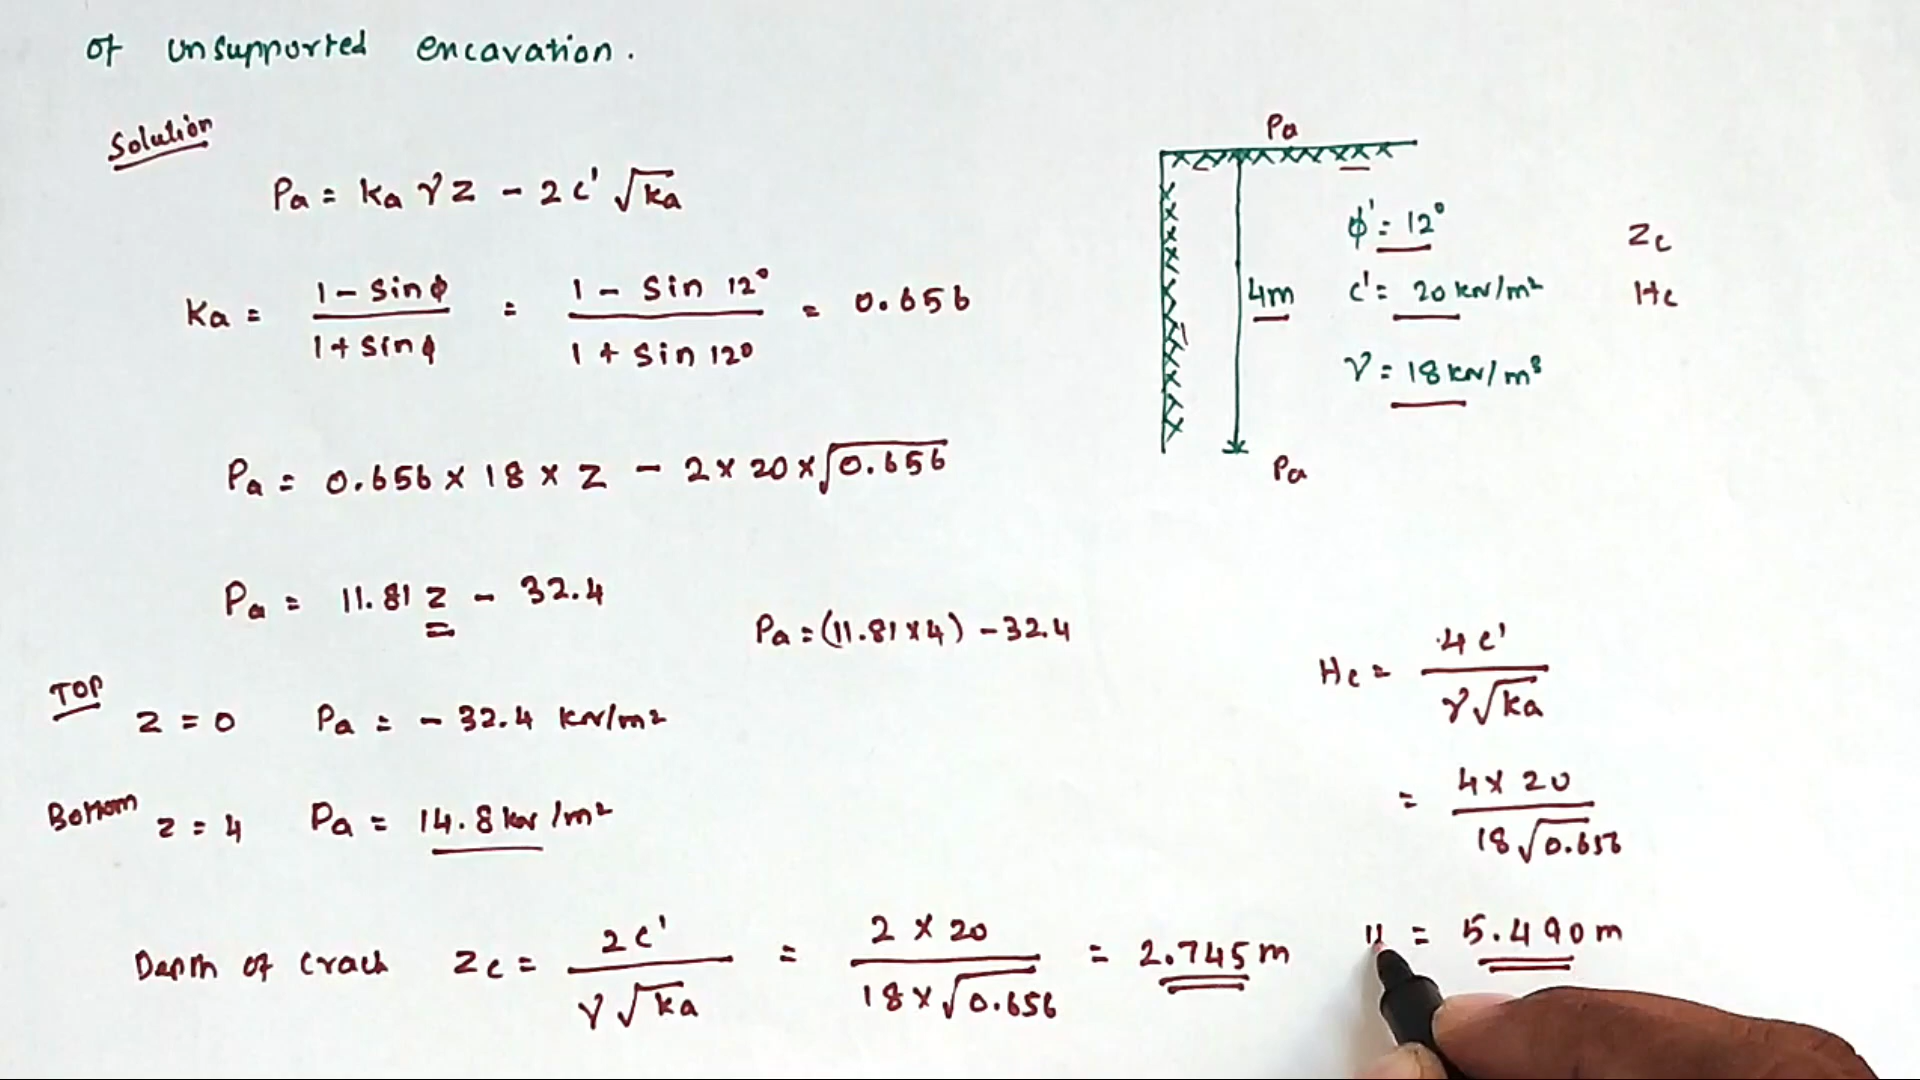 of unsupported encavation.
Solution
Pa = ka γ z - 2 c' √ka
ka = (1 - sin ϕ) / (1 + sin ϕ) = (1 - sin 12°) / (1 + sin 12°) = 0.656
Pa = 0.656 x 18 x z - 2 x 20 x √0.656
Pa = 11.81 z - 32.4
Pa = (11.81 x 4) - 32.4
Top z = 0 Pa = - 32.4 kN/m²
Bottom z = 4 Pa = 14.8 kN/m²
Depth of crack zc = 2c' / γ√ka = 2 x 20 / 18 x √0.656 = 2.745 m
Pa
4m
ϕ' = 12°
c' = 20 kN/m²
γ = 18 kN/m³
Pa
zc
Hc
Hc = 4c' / γ√ka
= 4 x 20 / 18√0.656
= 5.490 m